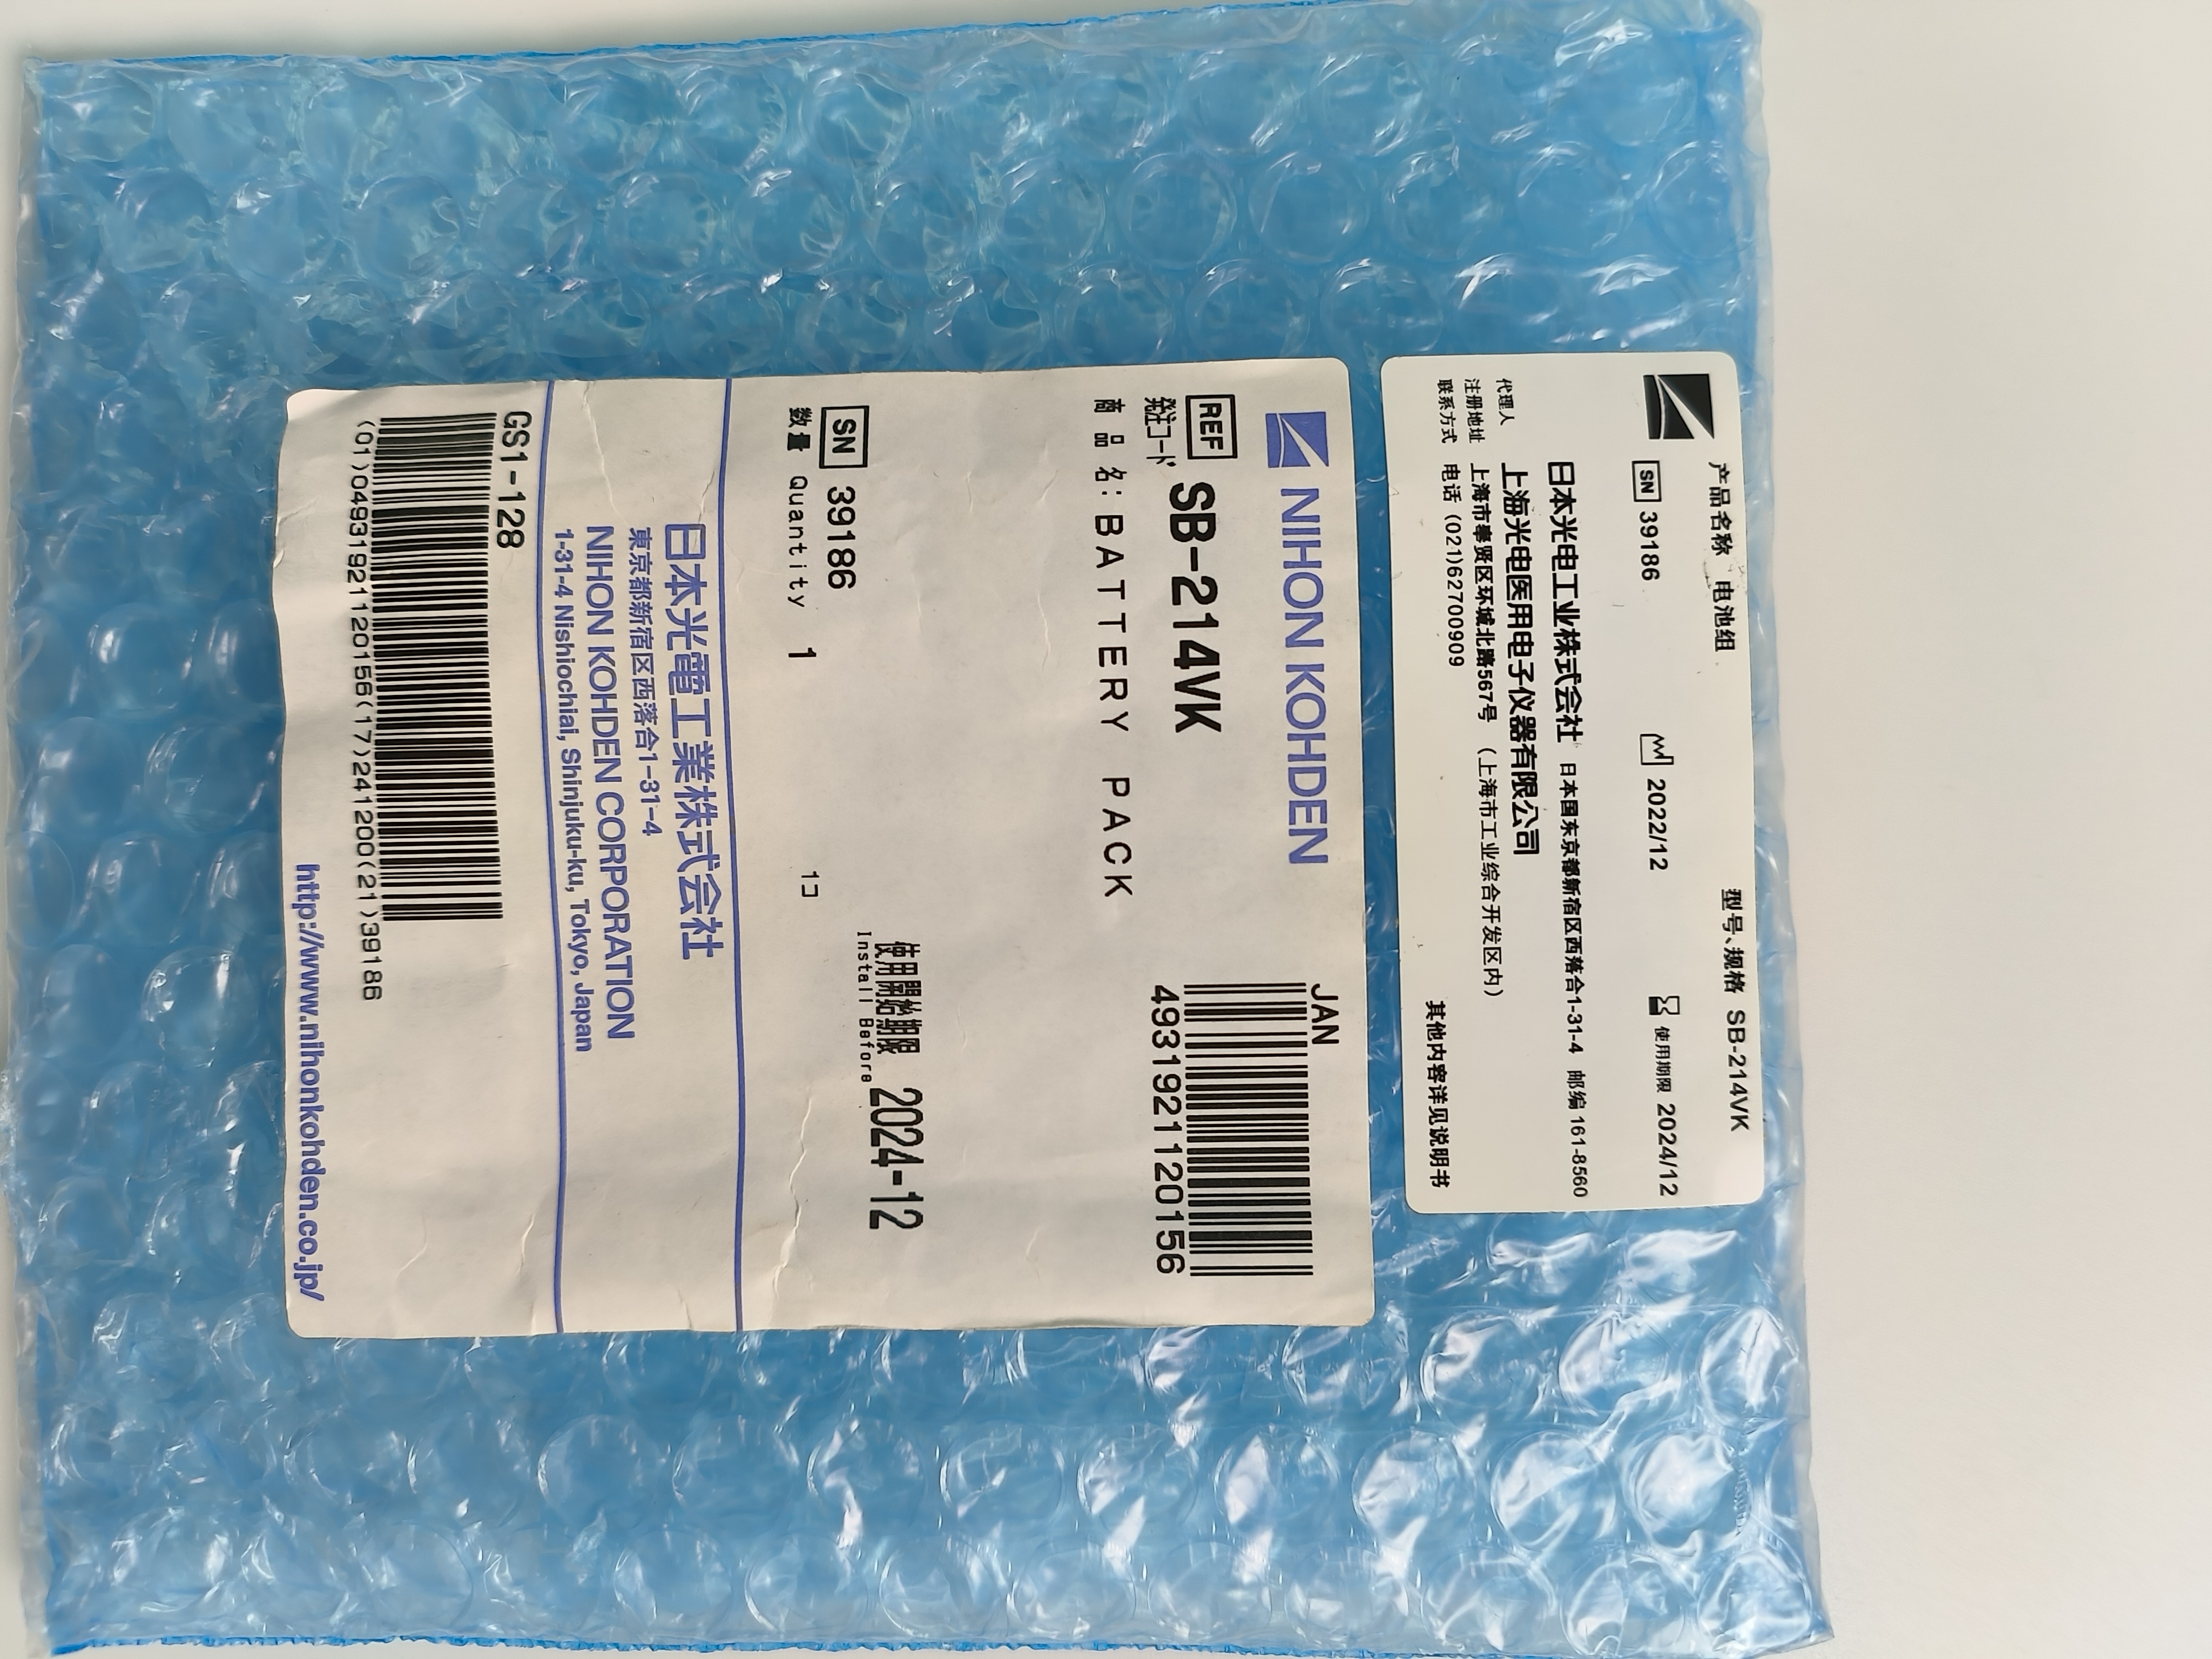 产品名称 电池组 型号、规格 SB-214VK
SN 39186 2022/12 使用期限 2024/12
日本光电工业株式会社 日本国东京都新宿区西落合1-31-4 邮编 161-8560
代理人 上海光电医用电子仪器有限公司
注册地址 上海市奉贤区环城北路567号 （上海市工业综合开发区内）
联系方式 电话 (021)62700909
其他内容详见说明书
NIHON KOHDEN
JAN
4931921120156
REF SB-214VK
発注コード
商品名: BATTERY PACK
使用開始期限
Install Before 2024-12
SN 39186
数量 Quantity 1 1コ
日本光電工業株式会社
東京都新宿区西落合1-31-4
NIHON KOHDEN CORPORATION
1-31-4 Nishiochiai, Shinjuku-ku, Tokyo, Japan
GS1-128
(01)04931921120156(17)241200(21)39186
http://www.nihonkohden.co.jp/